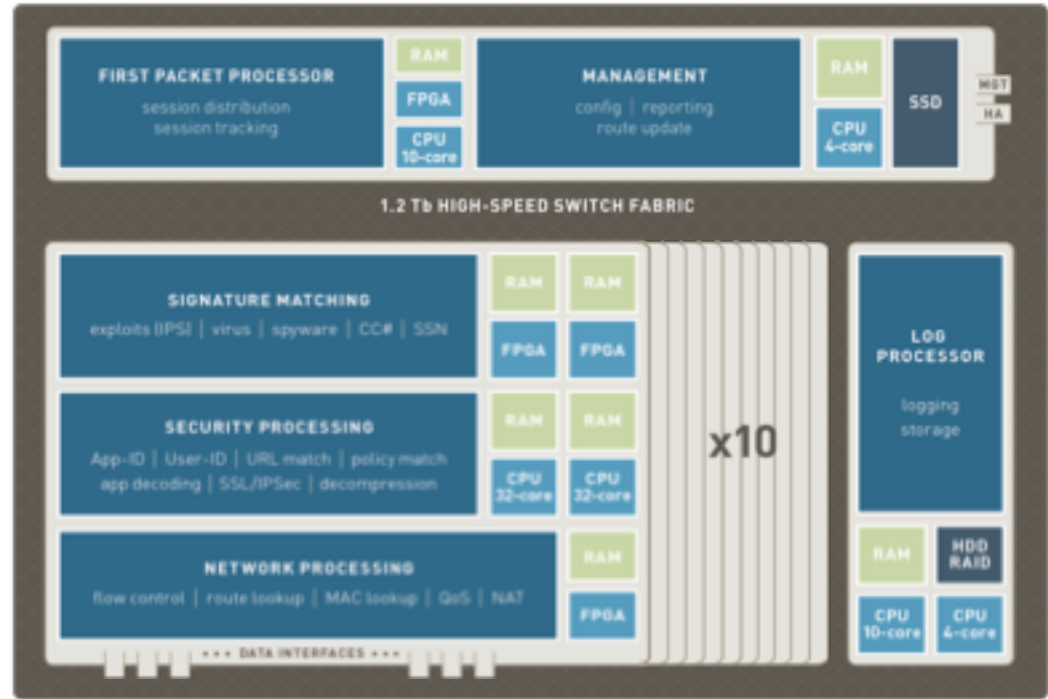 FIRST PACKET PROCESSOR
session distribution
session tracking
RAM
FPGA
CPU
10-core
MANAGEMENT
config | reporting
route update
RAM
CPU
4-core
SSD
MGT
HA
1.2 Tb HIGH-SPEED SWITCH FABRIC
SIGNATURE MATCHING
exploits (IPS) | virus | spyware | CC# | SSN
RAM
RAM
FPGA
FPGA
SECURITY PROCESSING
App-ID | User-ID | URL match | policy match
app decoding | SSL/IPSec | decompression
RAM
RAM
CPU
32-core
CPU
32-core
NETWORK PROCESSING
flow control | route lookup | MAC lookup | QoS | NAT
RAM
FPGA
••• DATA INTERFACES •••
x10
LOG
PROCESSOR
logging
storage
RAM
HDD
RAID
CPU
10-core
CPU
4-core